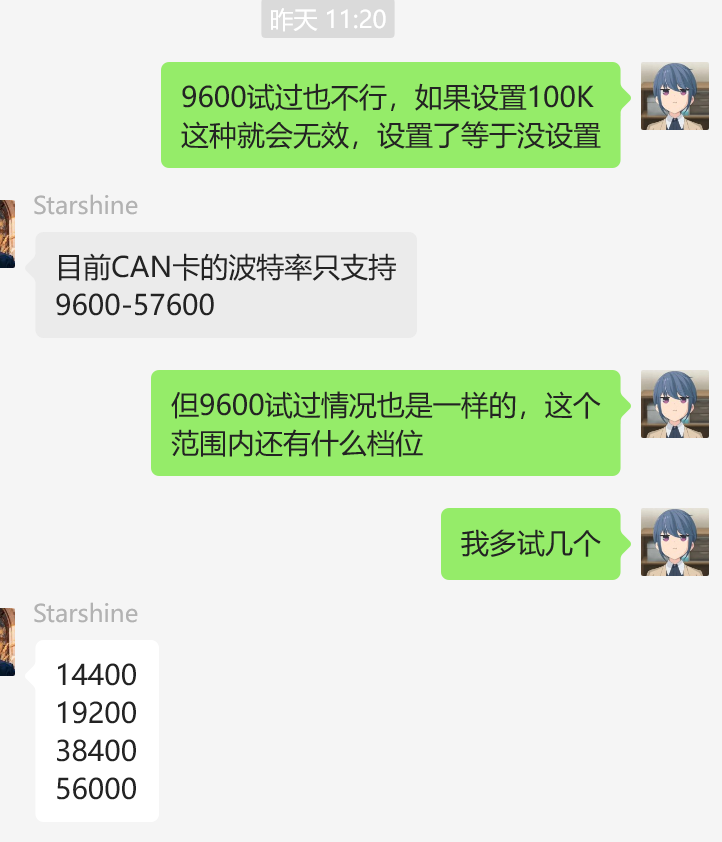 昨天 11:20
9600试过也不行，如果设置100K
这种就会无效，设置了等于没设置
Starshine
目前CAN卡的波特率只支持
9600-57600
但9600试过情况也是一样的，这个
范围内还有什么档位
我多试几个
Starshine
14400
19200
38400
56000